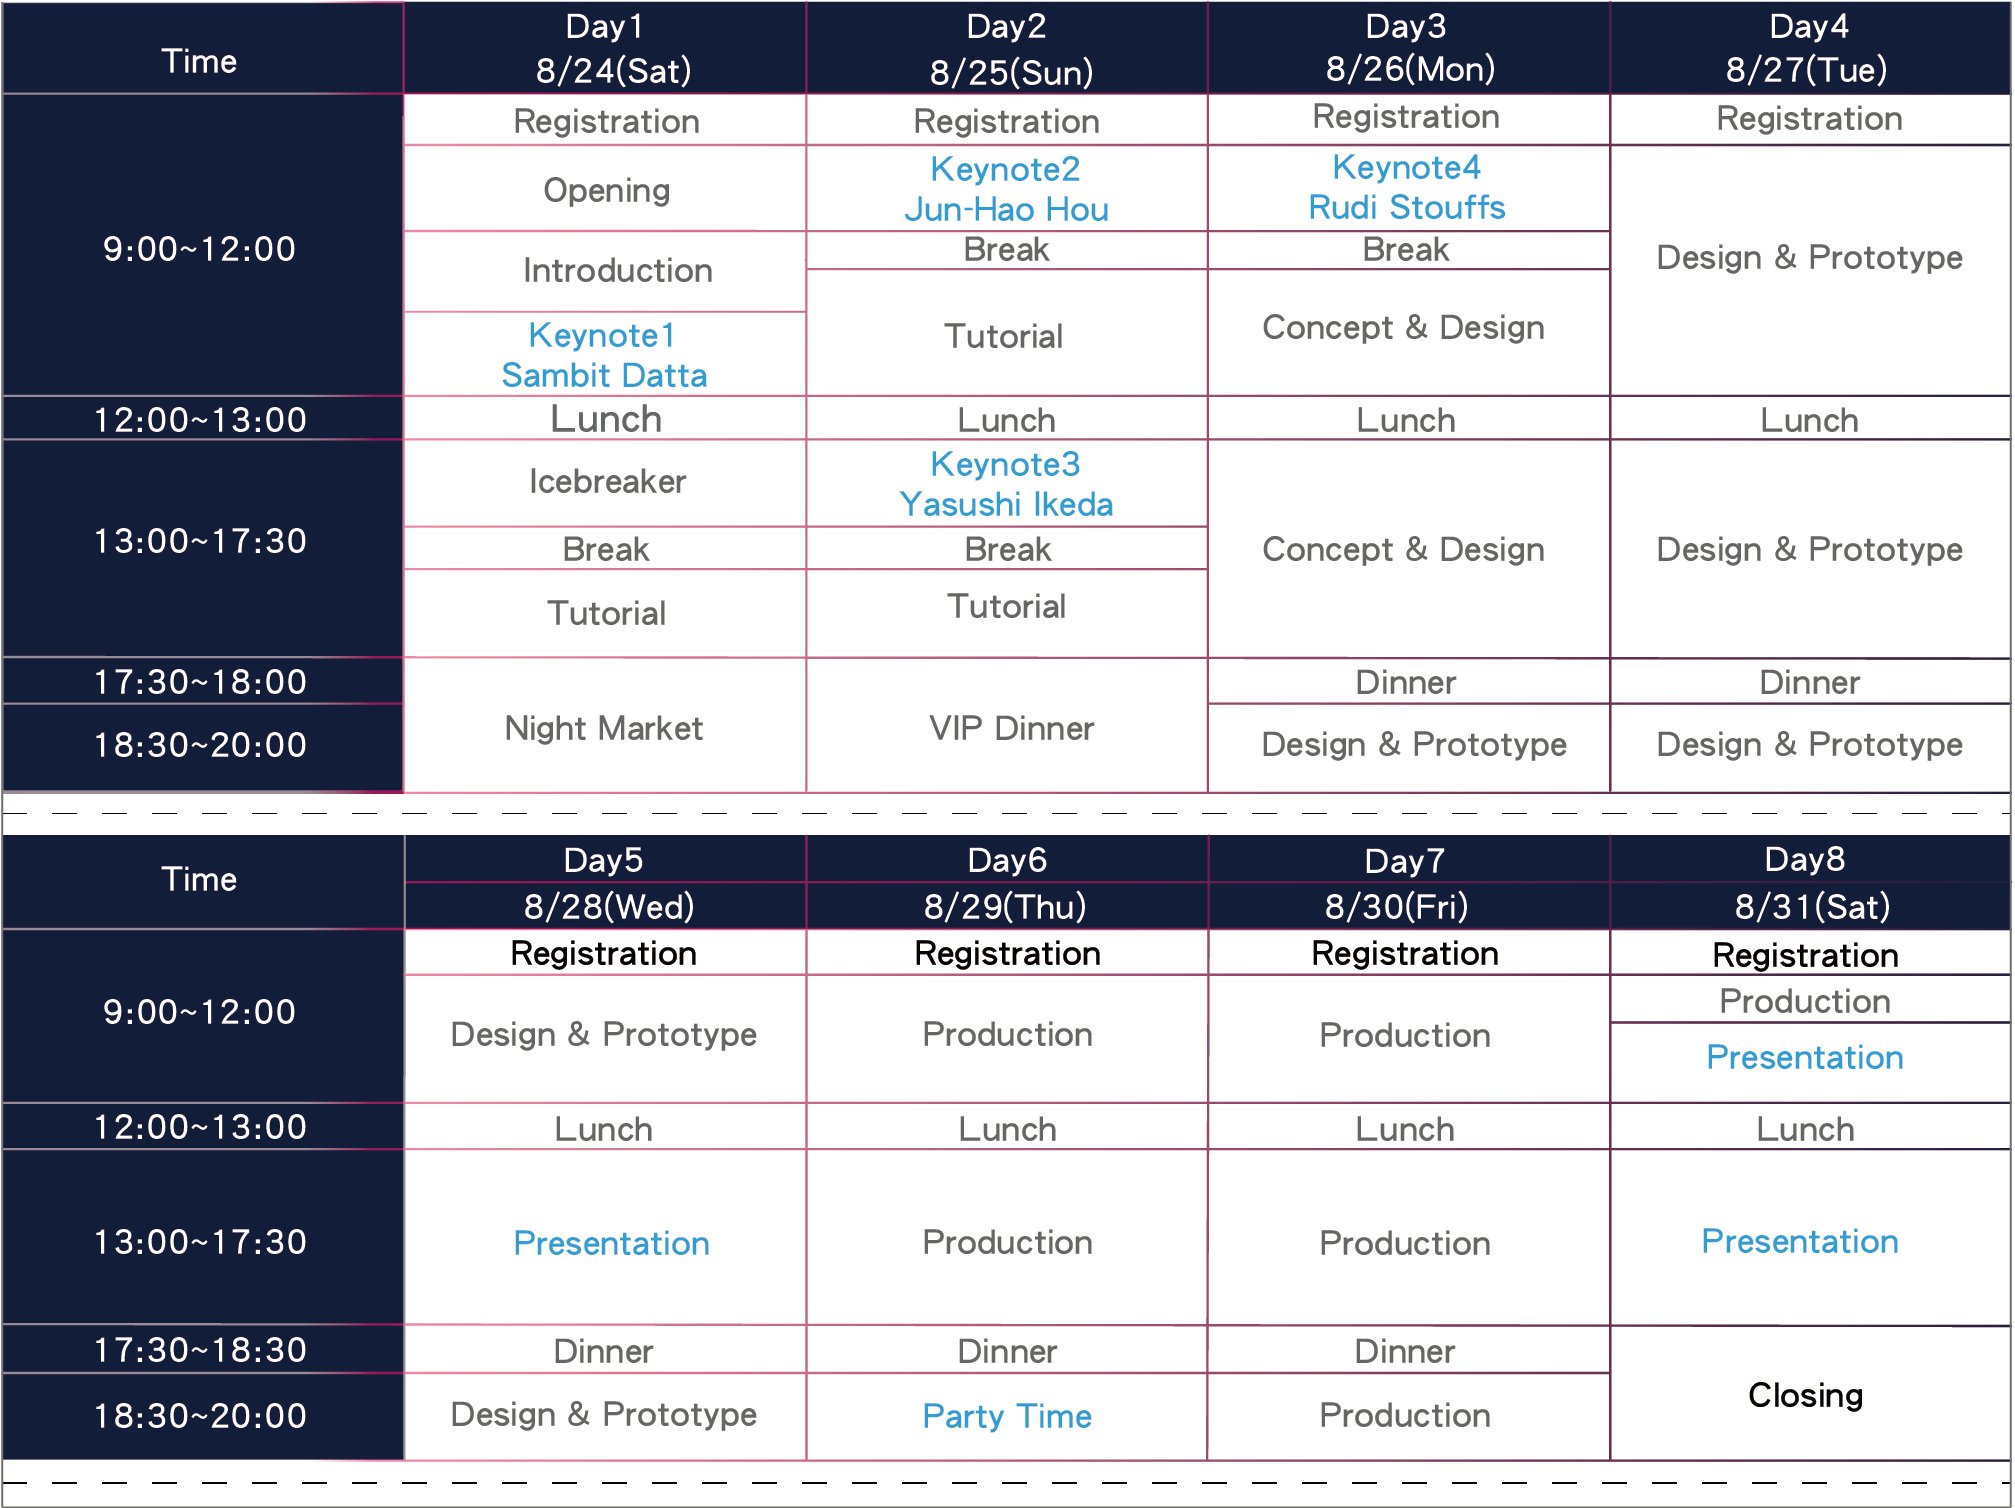 Time
Day1
8/24(Sat)
Day2
8/25(Sun)
Day3
8/26(Mon)
Day4
8/27(Tue)
9:00~12:00
Registration
Registration
Registration
Registration
Opening
Keynote2
Jun-Hao Hou
Keynote4
Rudi Stouffs
Design & Prototype
Introduction
Break
Break
Keynote1
Sambit Datta
Tutorial
Concept & Design
12:00~13:00
Lunch
Lunch
Lunch
Lunch
13:00~17:30
Icebreaker
Keynote3
Yasushi Ikeda
Concept & Design
Design & Prototype
Break
Break
Tutorial
Tutorial
17:30~18:00
Night Market
VIP Dinner
Dinner
Dinner
18:30~20:00
Design & Prototype
Design & Prototype
Time
Day5
Day6
Day7
Day8
8/28(Wed)
8/29(Thu)
8/30(Fri)
8/31(Sat)
9:00~12:00
Registration
Registration
Registration
Registration
Design & Prototype
Production
Production
Production
Presentation
12:00~13:00
Lunch
Lunch
Lunch
Lunch
13:00~17:30
Presentation
Production
Production
Presentation
17:30~18:30
Dinner
Dinner
Dinner
Closing
18:30~20:00
Design & Prototype
Party Time
Production